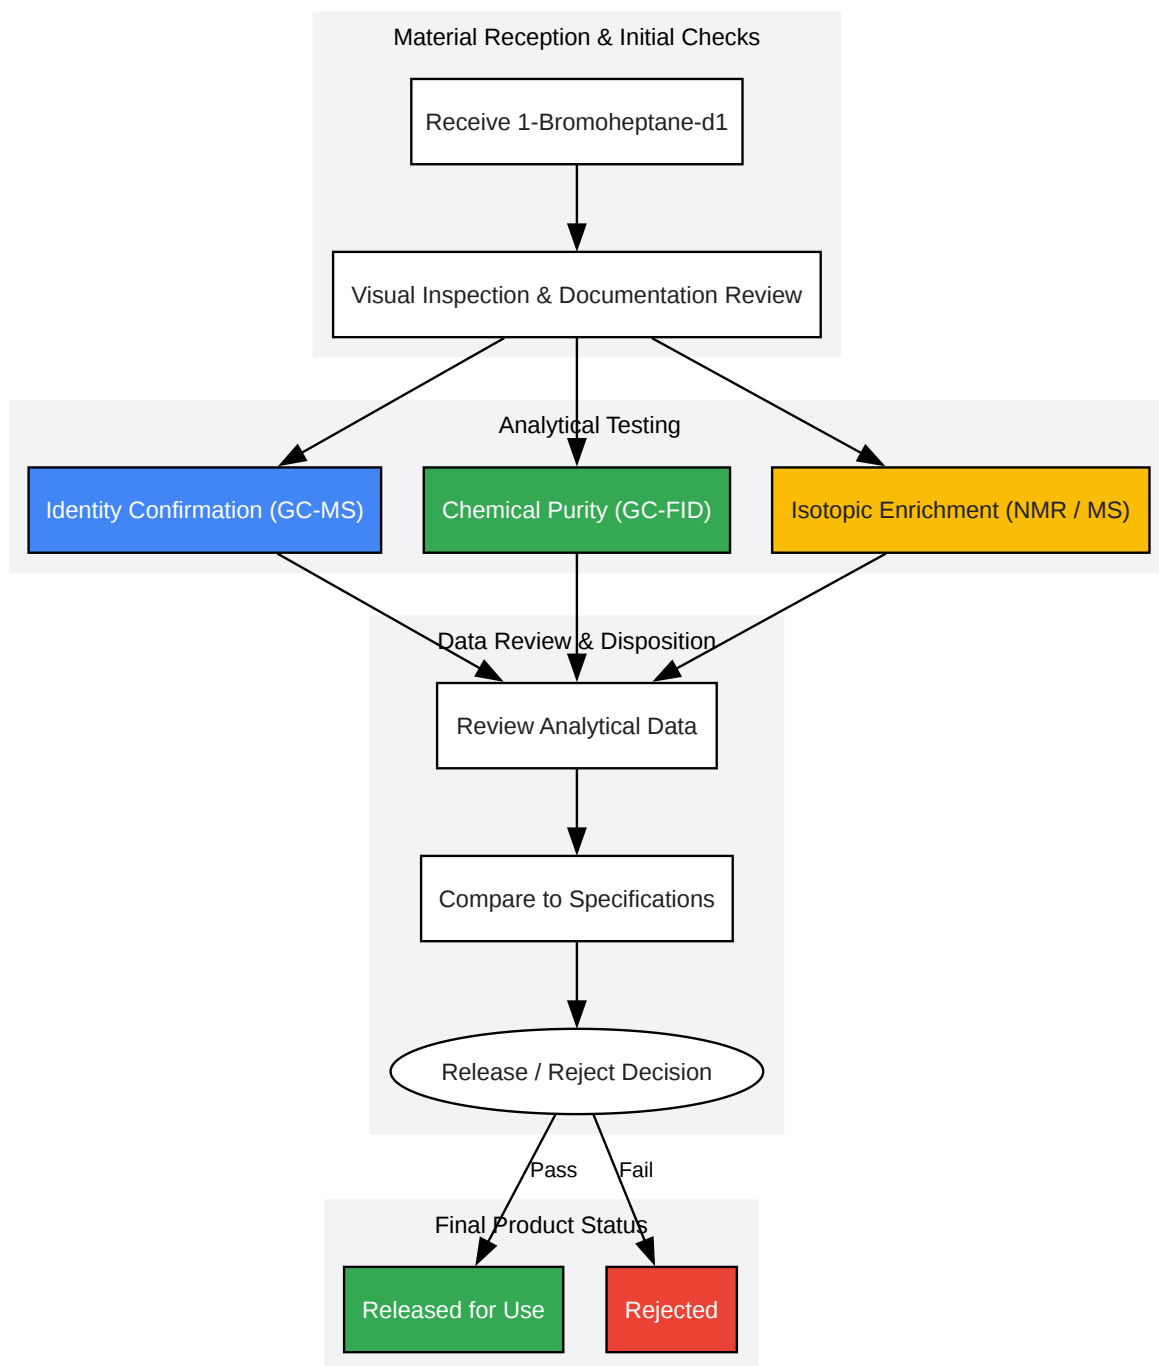 Material Reception & Initial Checks
Receive 1-Bromoheptane-d1
Visual Inspection & Documentation Review
Analytical Testing
Identity Confirmation (GC-MS)
Chemical Purity (GC-FID)
Isotopic Enrichment (NMR / MS)
Data Review & Disposition
Review Analytical Data
Compare to Specifications
Release / Reject Decision
Pass
Fail
Final Product Status
Released for Use
Rejected